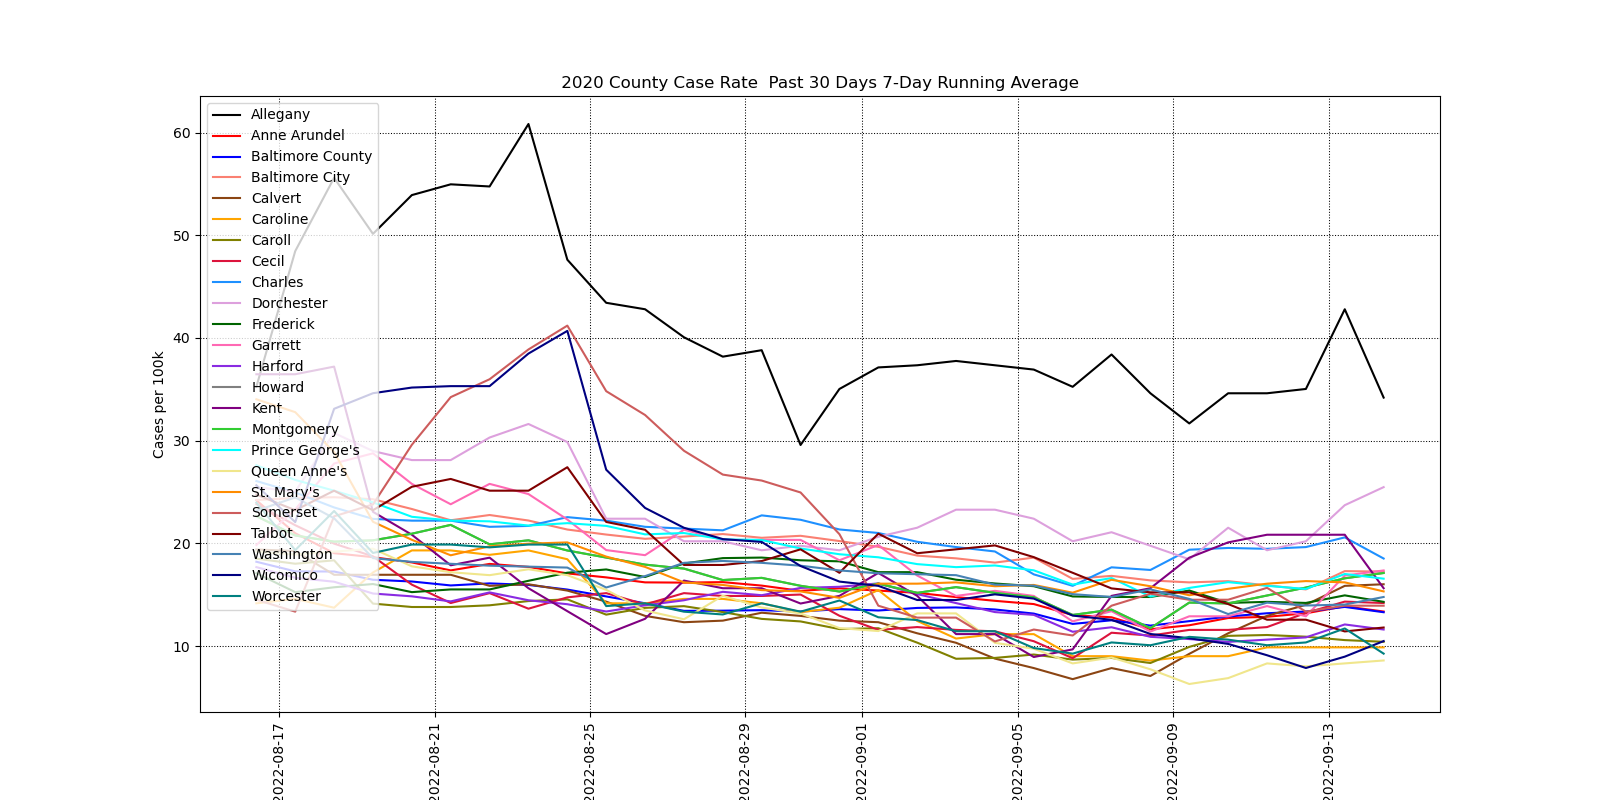 2020 County Case Rate  Past 30 Days 7-Day Running Average
Cases per 100k
60
50
40
30
20
10
Allegany
Anne Arundel
Baltimore County
Baltimore City
Calvert
Caroline
Caroll
Cecil
Charles
Dorchester
Frederick
Garrett
Harford
Howard
Kent
Montgomery
Prince George's
Queen Anne's
St. Mary's
Somerset
Talbot
Washington
Wicomico
Worcester
2022-08-17
2022-08-21
2022-08-25
2022-08-29
2022-09-01
2022-09-05
2022-09-09
2022-09-13